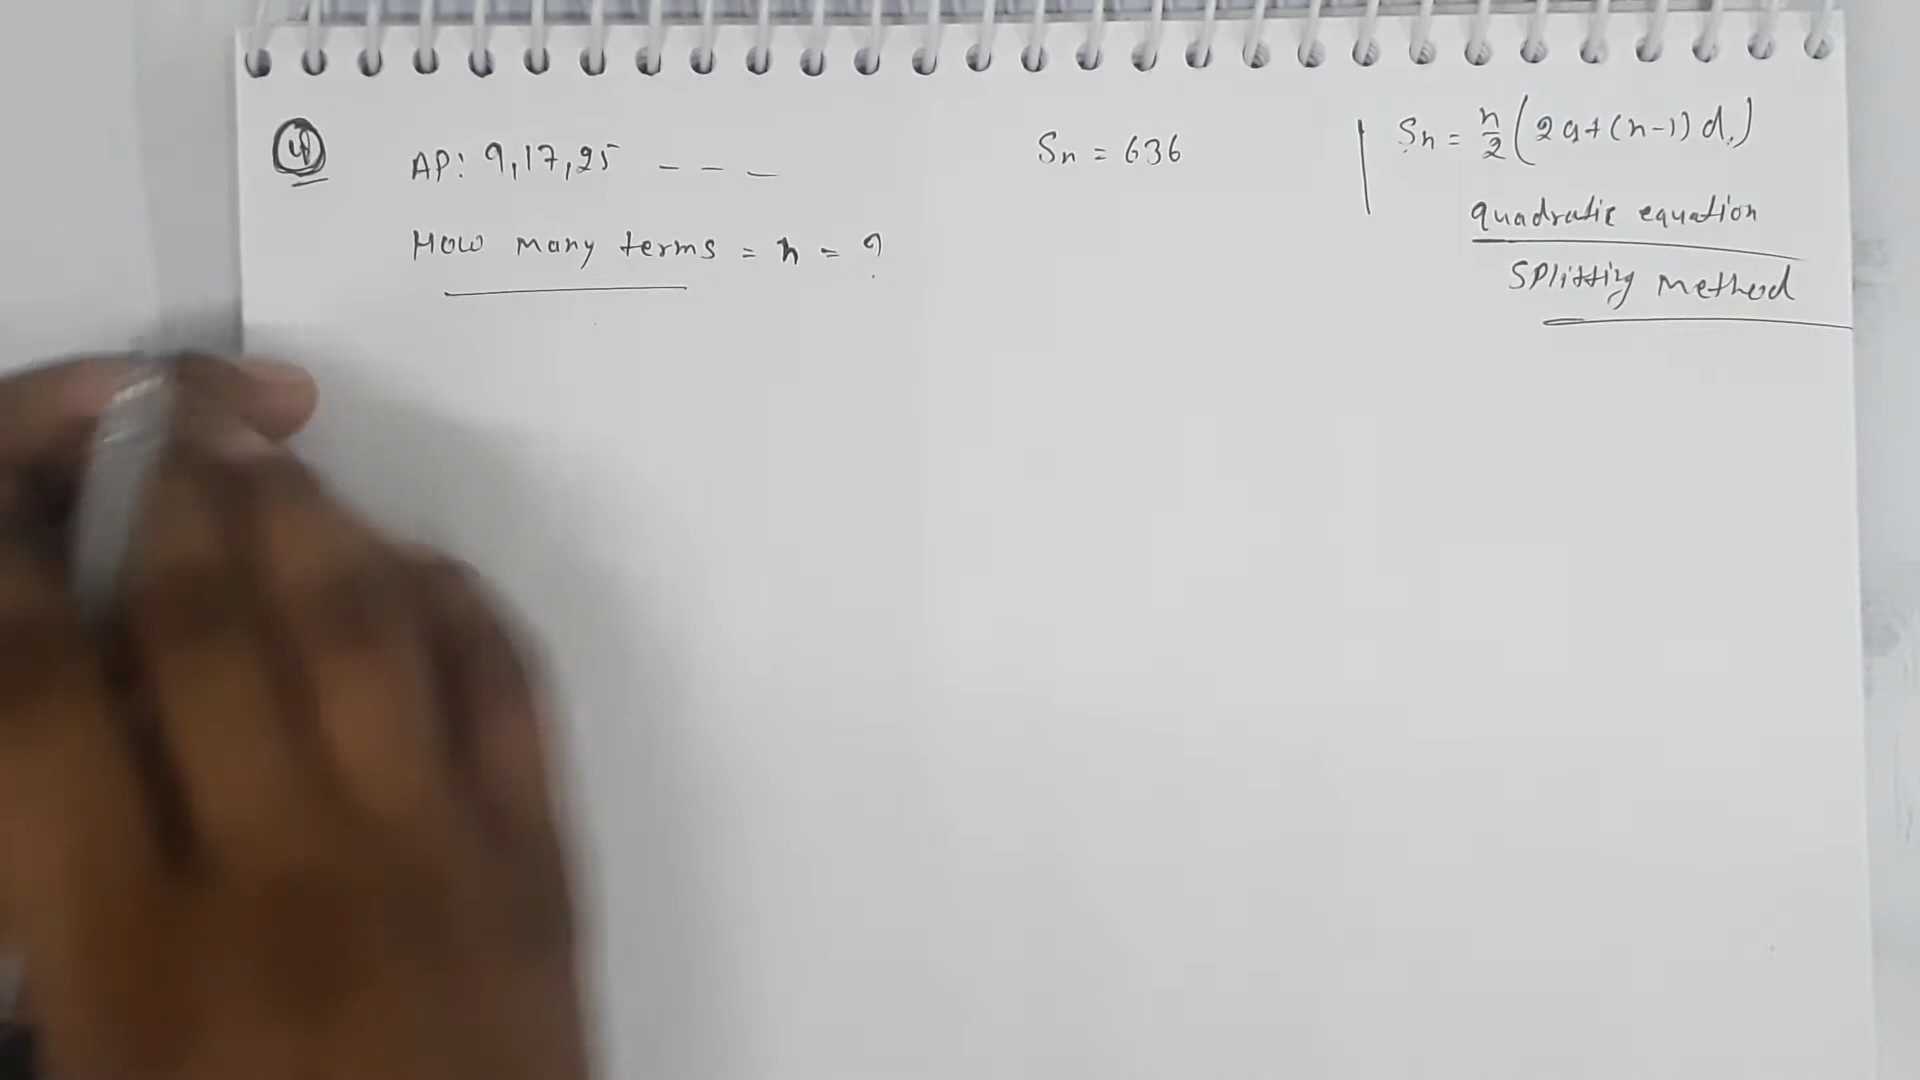 ④ AP: 9,17,25 _ _ _
How many terms = n = ?
Sn = 636
Sn = n/2 (2a+(n-1)d)
quadratic equation
Splitting Method